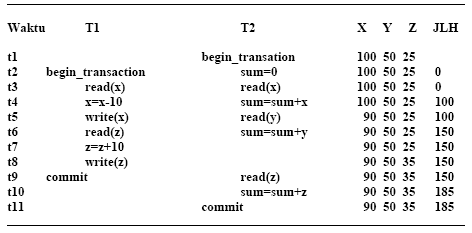 Waktu T1 T2 X Y Z JLH
t1 begin_transation 100 50 25
t2 begin_transaction sum=0 100 50 25 0
t3 read(x) read(x) 100 50 25 0
t4 x=x-10 sum=sum+x 100 50 25 100
t5 write(x) read(y) 90 50 25 100
t6 read(z) sum=sum+y 90 50 25 150
t7 z=z+10 90 50 25 150
t8 write(z) 90 50 35 150
t9 commit read(z) 90 50 35 150
t10 sum=sum+z 90 50 35 185
t11 commit 90 50 35 185